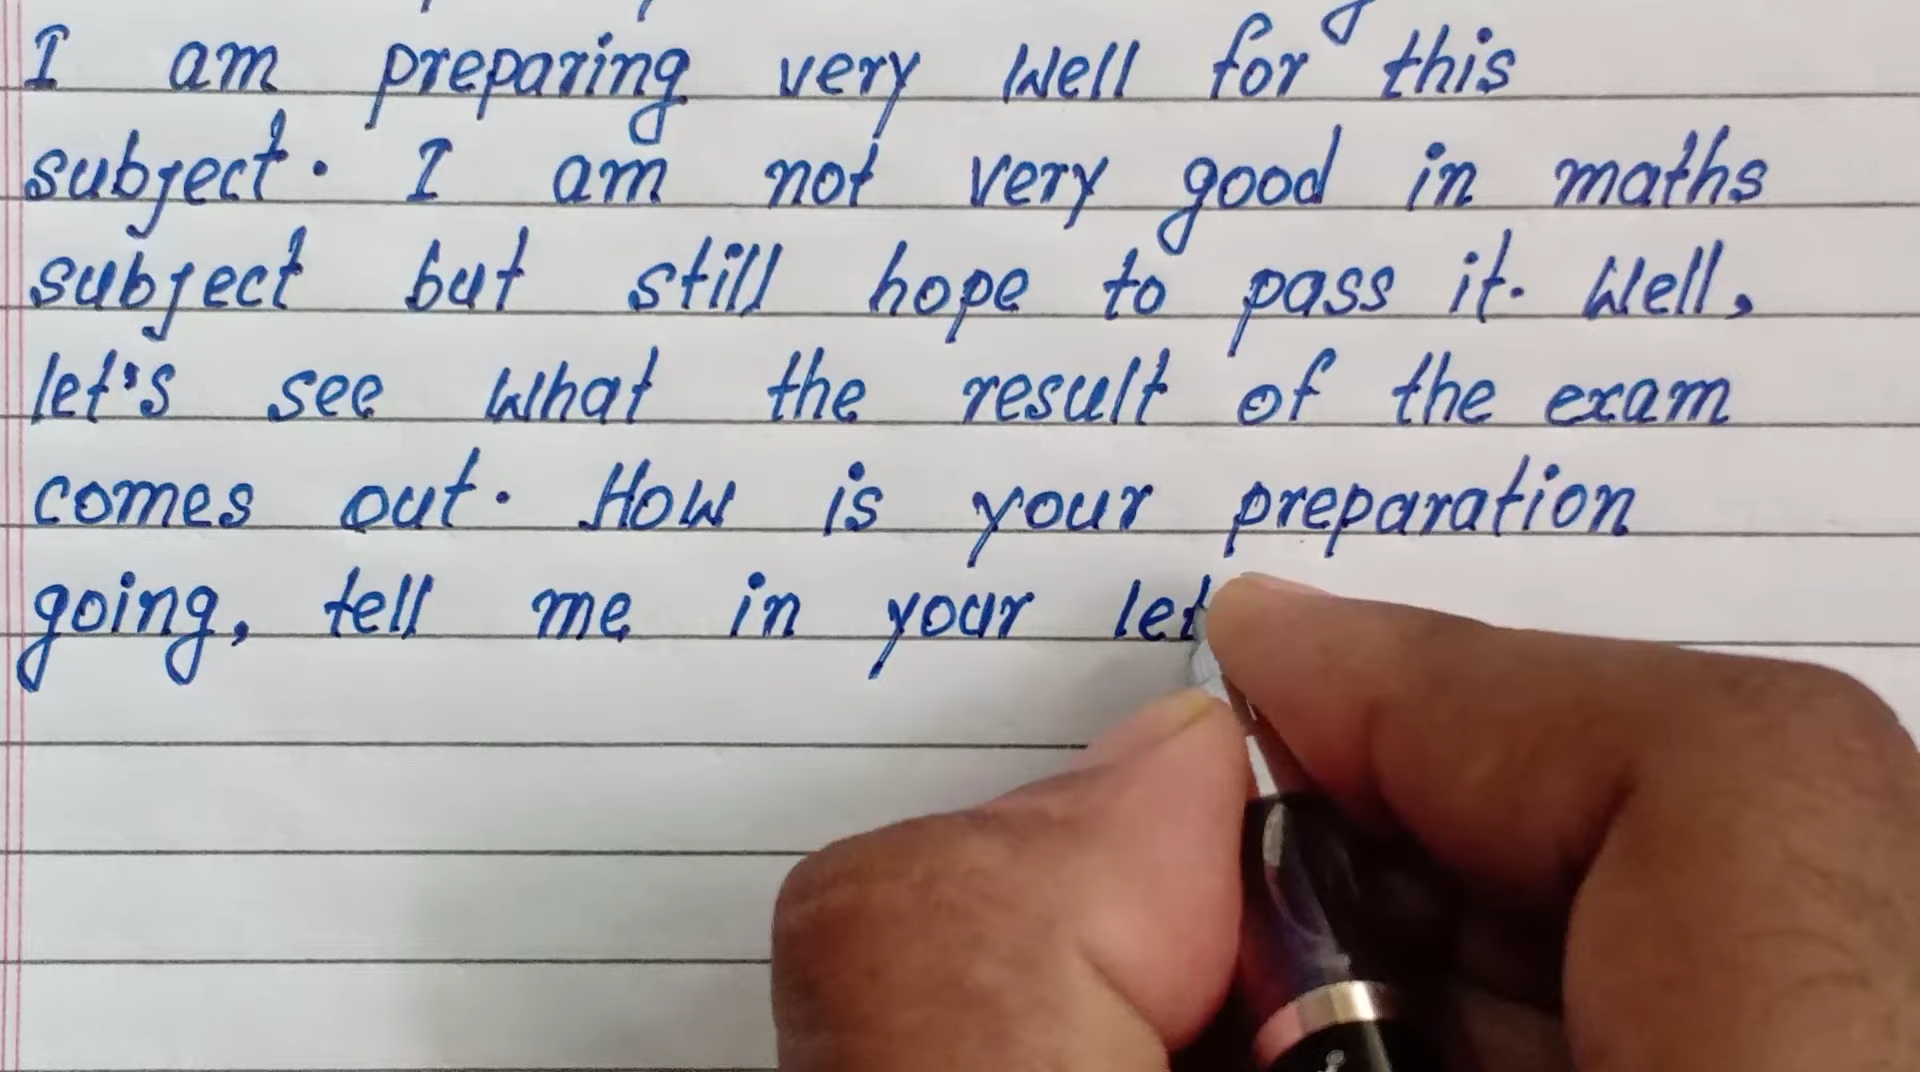 I am preparing very well for this
subject. I am not very good in maths
subject but still hope to pass it. Well,
let's see what the result of the exam
comes out. How is your preparation
going, tell me in your let